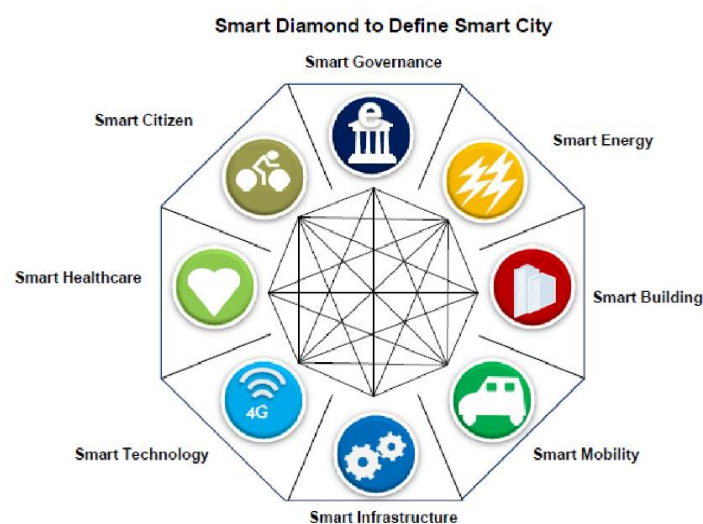 Smart Diamond to Define Smart City
Smart Governance
Smart Citizen
Smart Energy
e
Smart Healthcare
Smart Building
4G
Smart Technology
Smart Mobility
Smart Infrastructure